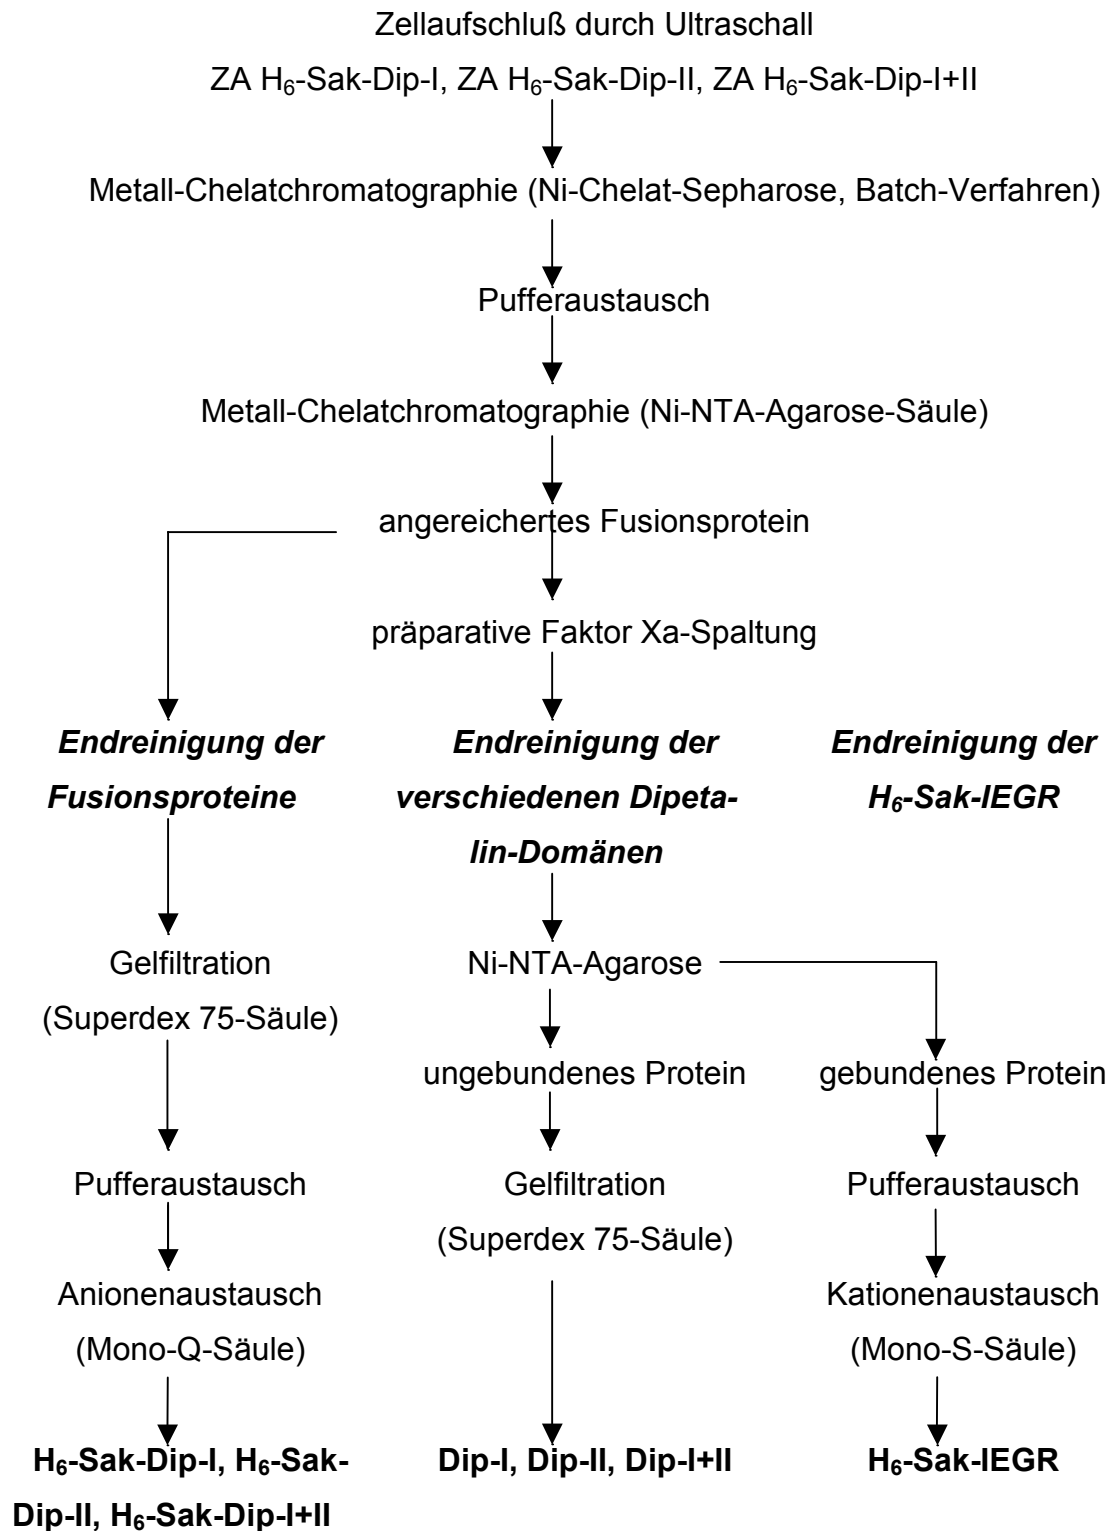 Zellaufschluß durch Ultraschall
ZA H₆-Sak-Dip-I, ZA H₆-Sak-Dip-II, ZA H₆-Sak-Dip-I+II
Metall-Chelatchromatographie (Ni-Chelat-Sepharose, Batch-Verfahren)
Pufferaustausch
Metall-Chelatchromatographie (Ni-NTA-Agarose-Säule)
angereichertes Fusionsprotein
präparative Faktor Xa-Spaltung
Endreinigung der
Fusionsproteine
Gelfiltration
(Superdex 75-Säule)
Pufferaustausch
Anionenaustausch
(Mono-Q-Säule)
H₆-Sak-Dip-I, H₆-Sak-
Dip-II, H₆-Sak-Dip-I+II
Endreinigung der
verschiedenen Dipeta-
lin-Domänen
Ni-NTA-Agarose
ungebundenes Protein
Gelfiltration
(Superdex 75-Säule)
Dip-I, Dip-II, Dip-I+II
Endreinigung der
H₆-Sak-IEGR
gebundenes Protein
Pufferaustausch
Kationenaustausch
(Mono-S-Säule)
H₆-Sak-IEGR